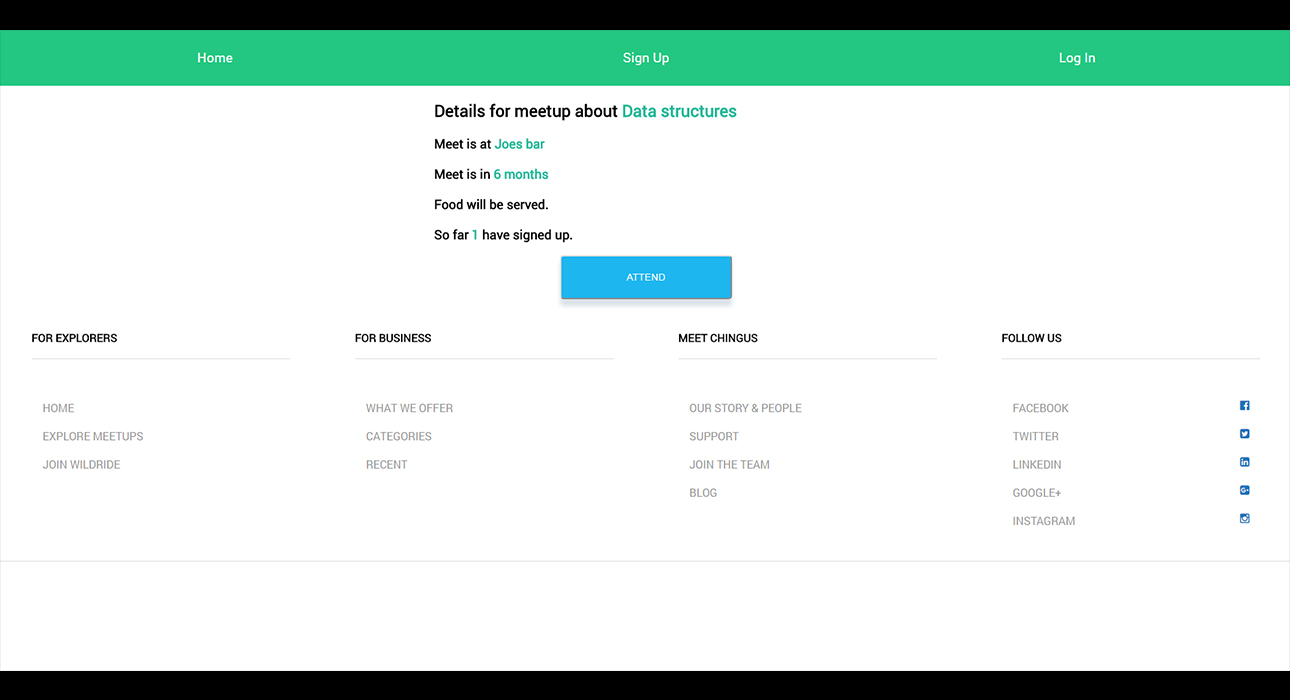 Home
Sign Up
Log In
Details for meetup about Data structures
Meet is at Joes bar
Meet is in 6 months
Food will be served.
So far 1 have signed up.
ATTEND
FOR EXPLORERS
HOME
EXPLORE MEETUPS
JOIN WILDRIDE
FOR BUSINESS
WHAT WE OFFER
CATEGORIES
RECENT
MEET CHINGUS
OUR STORY & PEOPLE
SUPPORT
JOIN THE TEAM
BLOG
FOLLOW US
FACEBOOK
TWITTER
LINKEDIN
GOOGLE+
INSTAGRAM